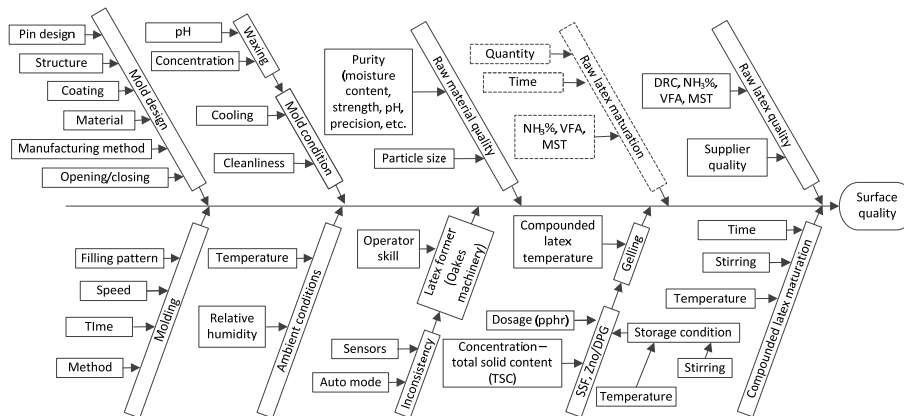 Pin design
Structure
Coating
Material
Manufacturing method
Opening/closing
Mold design
pH
Concentration
Waxing
Cooling
Cleanliness
Mold condition
Purity
(moisture
content,
strength, pH,
precision, etc.
Particle size
Raw material quality
Quantity
Time
NH₃%, VFA,
MST
Raw latex maturation
DRC, NH₃%,
VFA, MST
Supplier
quality
Raw latex quality
Surface
quality
Filling pattern
Speed
TIme
Method
Molding
Temperature
Relative
humidity
Ambient conditions
Operator
skill
Latex former
(Oakes
machinery)
Sensors
Auto mode
Inconsistency
Compounded
latex
temperature
Gelling
Dosage (pphr)
Concentration–
total solid content
(TSC)
SSF, Zno/DPG
Storage condition
Temperature
Stirring
Time
Stirring
Temperature
Compounded latex maturation